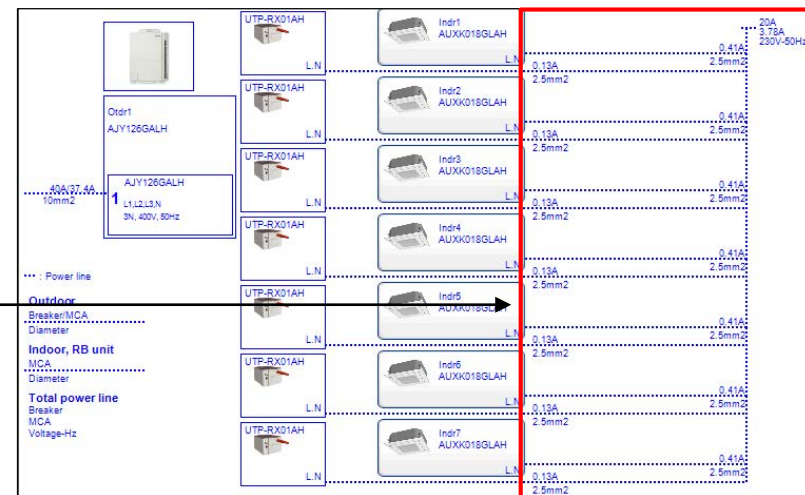 20A
3.78A
230V-50Hz
UTP-RX01AH
L.N
Indr1
AUXK018GLAH
L.N
0.41A
2.5mm2
0.13A
2.5mm2
UTP-RX01AH
L.N
Indr2
AUXK018GLAH
L.N
0.41A
2.5mm2
0.13A
2.5mm2
UTP-RX01AH
L.N
Indr3
AUXK018GLAH
L.N
0.41A
2.5mm2
0.13A
2.5mm2
UTP-RX01AH
L.N
Indr4
AUXK018GLAH
L.N
0.41A
2.5mm2
0.13A
2.5mm2
UTP-RX01AH
L.N
Indr5
AUXK018GLAH
L.N
0.41A
2.5mm2
0.13A
2.5mm2
UTP-RX01AH
L.N
Indr6
AUXK018GLAH
L.N
0.41A
2.5mm2
0.13A
2.5mm2
UTP-RX01AH
L.N
Indr7
AUXK018GLAH
L.N
0.41A
2.5mm2
0.13A
2.5mm2
Otdr1
AJY126GALH
40A/37.4A
10mm2
1
AJY126GALH
L1,L2,L3,N
3N, 400V, 50Hz
: Power line
Outdoor
Breaker/MCA
Diameter
Indoor, RB unit
MCA
Diameter
Total power line
Breaker
MCA
Voltage-Hz